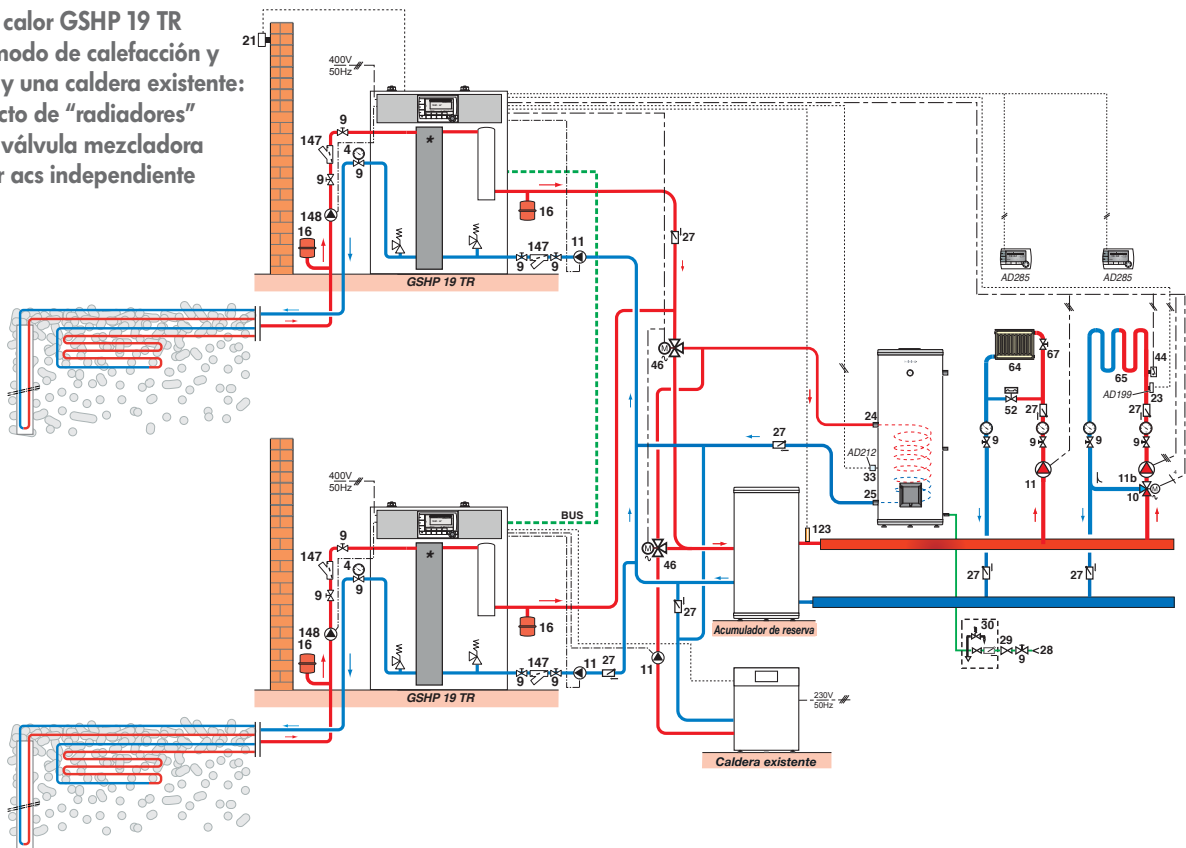 calor GSHP 19 TR
modo de calefacción y
y una caldera existente:
cto de “radiadores”
válvula mezcladora
r acs independiente
21
400V
50Hz
9
147
4
9
9
148
16
*
16
27
147
11
9
9
GSHP 19 TR
M
46
AD285
AD285
64
67
44
65
AD199
23
52
27
27
9
9
9
9
11
11b
10
M
24
27
AD212
33
25
400V
50Hz
BUS
9
147
4
9
9
148
16
*
16
147
11
27
9
9
GSHP 19 TR
M
46
123
27
27
27
Acumulador de reserva
30
29
9
28
11
230V
50Hz
Caldera existente